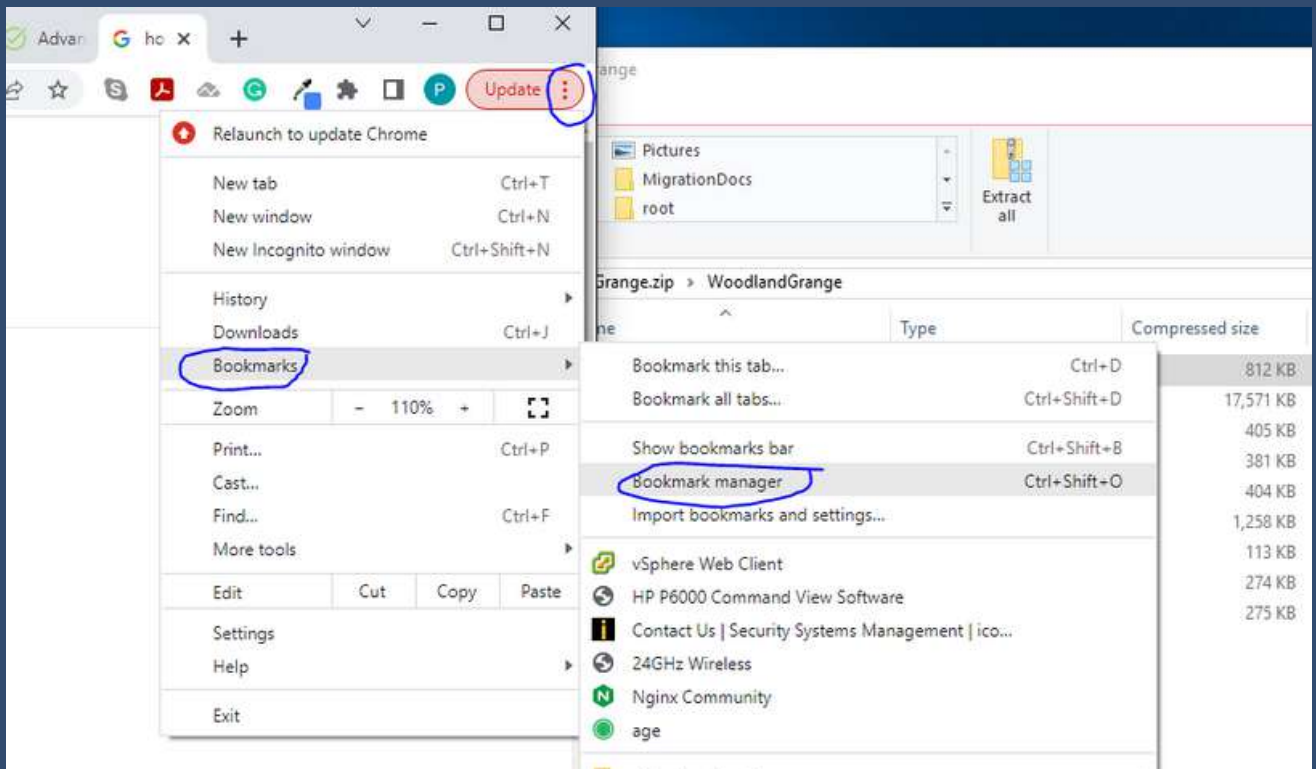 Advan
ho
ange
P
Update
Relaunch to update Chrome
New tab Ctrl+T
New window Ctrl+N
New Incognito window Ctrl+Shift+N
History
Downloads Ctrl+J
Bookmarks
Zoom - 110% +
Print... Ctrl+P
Cast...
Find... Ctrl+F
More tools
Edit Cut Copy Paste
Settings
Help
Exit
Pictures
MigrationDocs
root
Extract
all
Grange.zip › WoodlandGrange
me Type Compressed size
812 KB
17,571 KB
405 KB
381 KB
404 KB
1,258 KB
113 KB
274 KB
275 KB
Bookmark this tab... Ctrl+D
Bookmark all tabs... Ctrl+Shift+D
Show bookmarks bar Ctrl+Shift+B
Bookmark manager Ctrl+Shift+O
Import bookmarks and settings...
vSphere Web Client
HP P6000 Command View Software
Contact Us | Security Systems Management | ico...
24GHz Wireless
Nginx Community
age